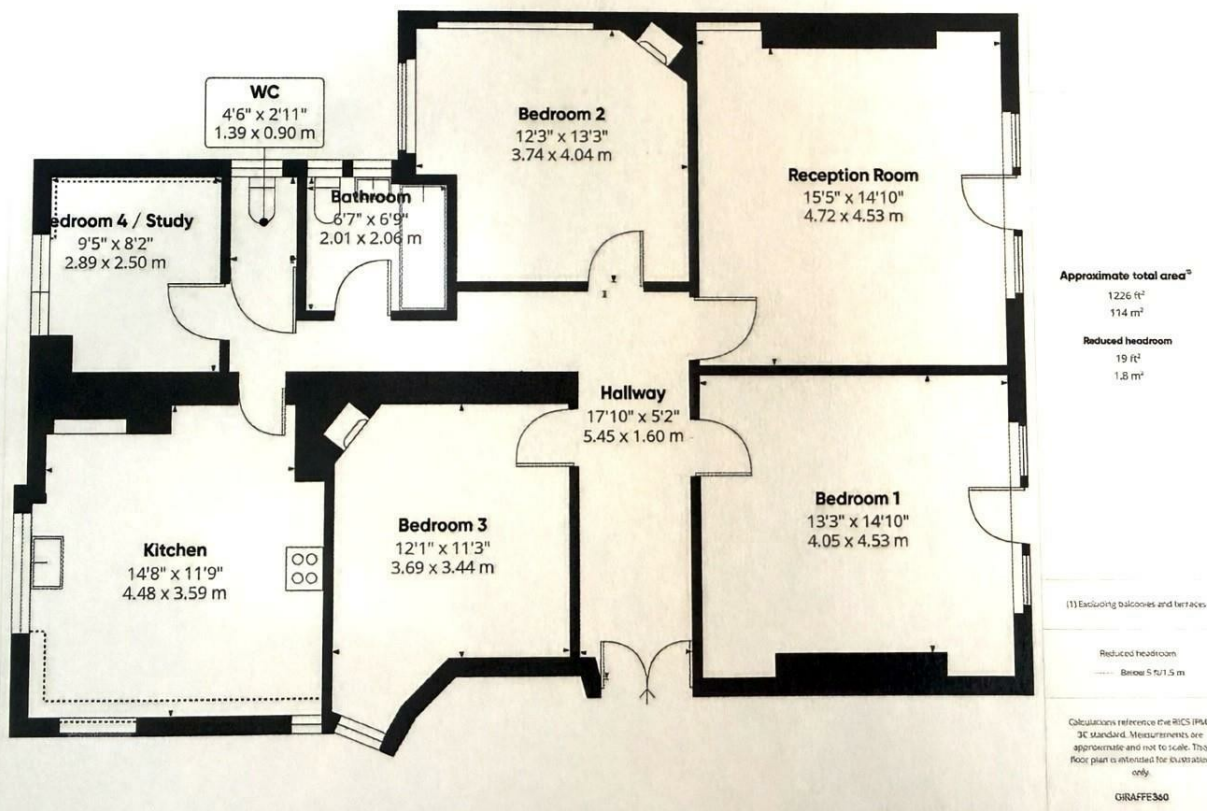 WC
4'6" x 2'11"
1.39 x 0.90 m
Bedroom 2
12'3" x 13'3"
3.74 x 4.04 m
Reception Room
15'5" x 14'10"
4.72 x 4.53 m
edroom 4 / Study
9'5" x 8'2"
2.89 x 2.50 m
Bathroom
6'7" x 6'9"
2.01 x 2.06 m
Hallway
17'10" x 5'2"
5.45 x 1.60 m
Kitchen
14'8" x 11'9"
4.48 x 3.59 m
Bedroom 3
12'1" x 11'3"
3.69 x 3.44 m
Bedroom 1
13'3" x 14'10"
4.05 x 4.53 m
Approximate total area(1)
1226 ft²
114 m²
Reduced headroom
19 ft²
1.8 m²
(1) Excluding balconies and terraces
Reduced headroom
Below 5 ft/1.5 m
Calculations reference the RICS IPMS
3C standard. Measurements are
approximate and not to scale. This
floor plan is intended for illustration
only.
GIRAFFE360